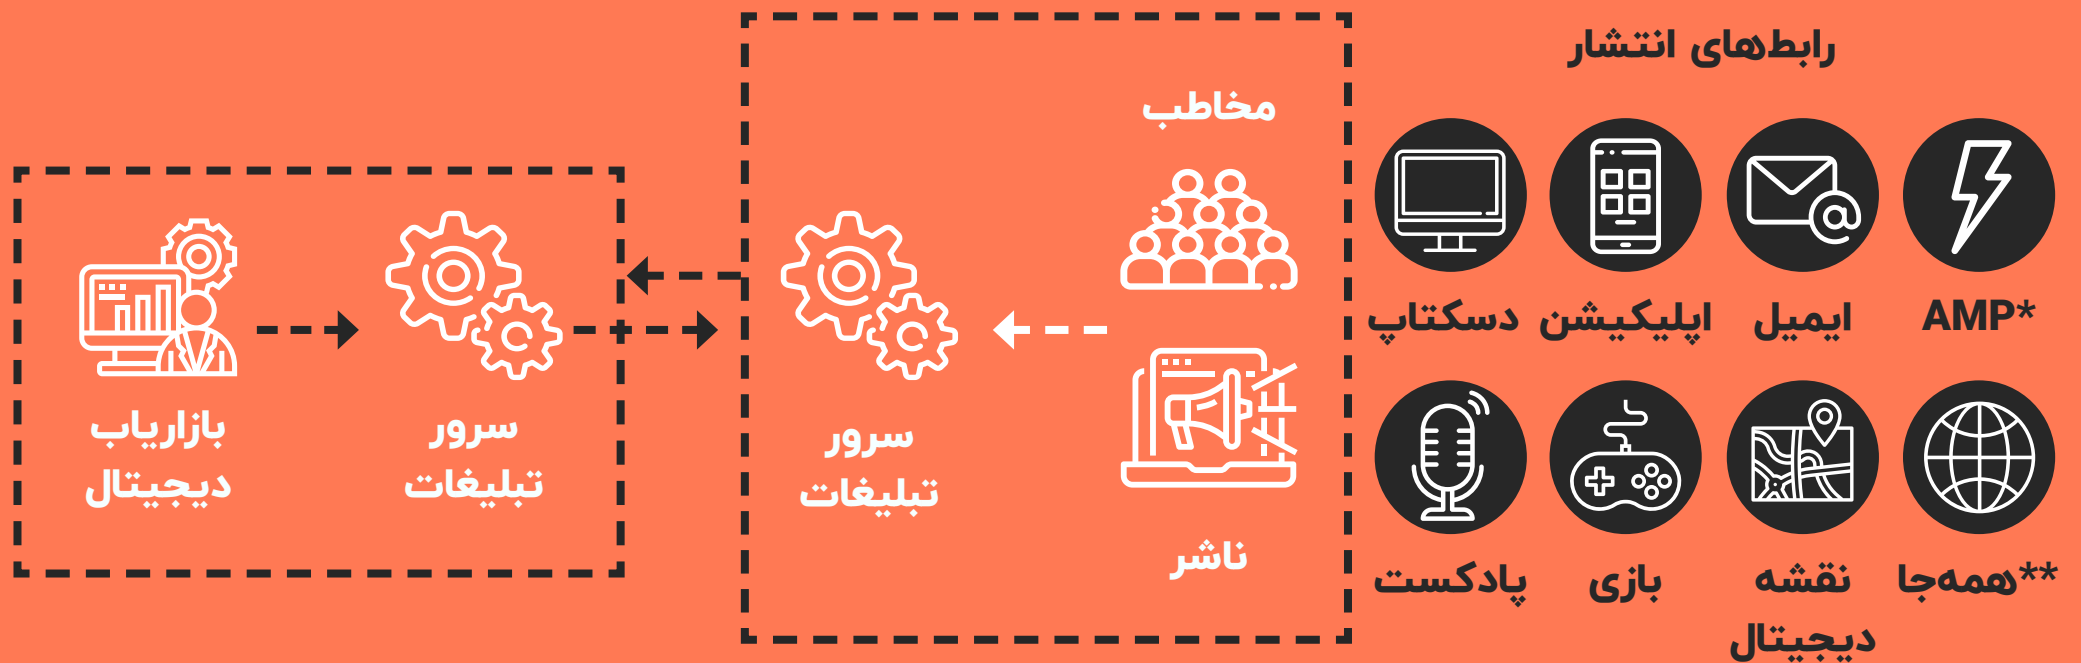 رابط‌های انتشار
AMP*
ایمیل
اپلیکیشن
دسکتاپ
**همه‌جا
نقشه
دیجیتال
بازی
پادکست
مخاطب
ناشر
سرور
تبلیغات
سرور
تبلیغات
بازاریاب
دیجیتال